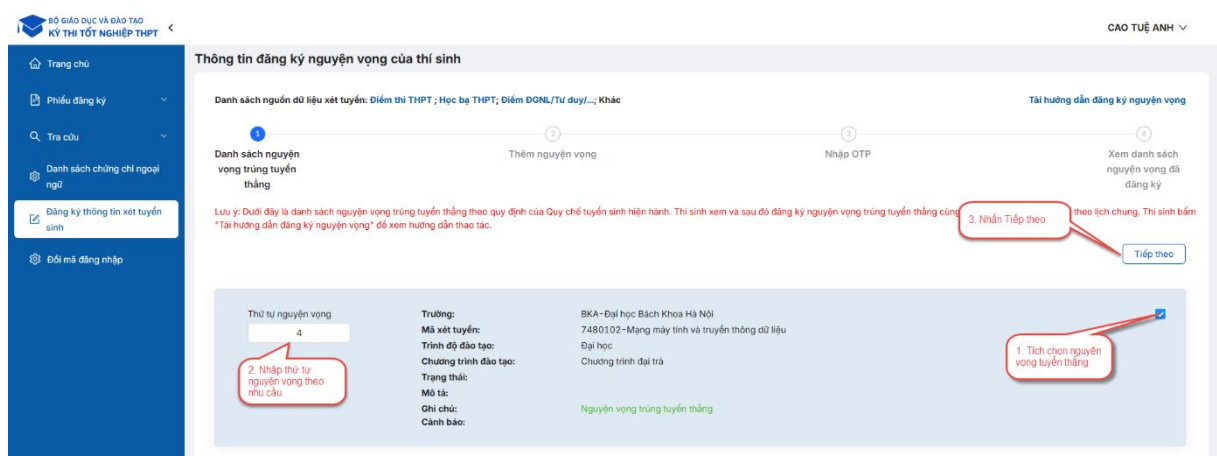 BỘ GIÁO DỤC VÀ ĐÀO TẠO
KỲ THI TỐT NGHIỆP THPT
CAO TUỆ ANH
Trang chủ
Phiếu đăng ký
Tra cứu
Danh sách chứng chỉ ngoại
ngữ
Đăng ký thông tin xét tuyển
sinh
Đổi mã đăng nhập
Thông tin đăng ký nguyện vọng của thí sinh
Danh sách nguồn dữ liệu xét tuyển: Điểm thi THPT ; Học bạ THPT; Điểm ĐGNL/Tư duy/...; Khác
Tài hướng dẫn đăng ký nguyện vọng
1
Danh sách nguyện
vọng trúng tuyển
thẳng
2
Thêm nguyện vọng
3
Nhập OTP
4
Xem danh sách
nguyện vọng đã
đăng ký
Lưu ý: Dưới đây là danh sách nguyện vọng trúng tuyển thẳng theo quy định của Quy chế tuyển sinh hiện hành. Thí sinh xem và sau đó đăng ký nguyện vọng trúng tuyển thẳng cùng theo lịch chung. Thí sinh bấm
"Tài hướng dẫn đăng ký nguyện vọng" để xem hướng dẫn thao tác.
3. Nhấn Tiếp theo
Tiếp theo
Thứ tự nguyện vọng
4
2. Nhập thứ tự
nguyện vọng theo
nhu cầu
Trường: BKA-Đại học Bách Khoa Hà Nội
Mã xét tuyển: 7480102-Mạng máy tính và truyền thông dữ liệu
Trình độ đào tạo: Đại học
Chương trình đào tạo: Chương trình đại trà
Trạng thái:
Mô tả:
Ghi chú: Nguyện vọng trúng tuyển thẳng
Cảnh báo:
1. Tích chọn nguyện
vọng tuyển thẳng